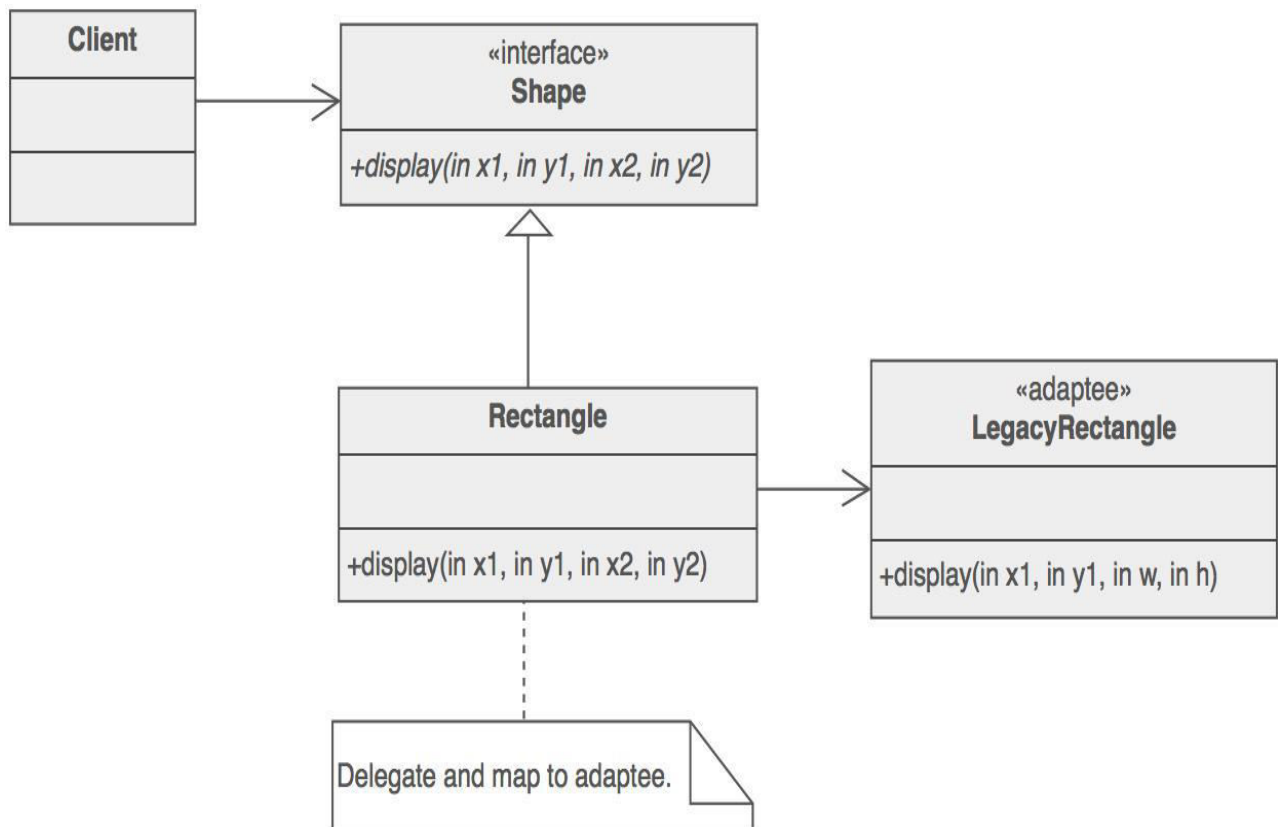 Client
«interface»
Shape
+display(in x1, in y1, in x2, in y2)
Rectangle
+display(in x1, in y1, in x2, in y2)
«adaptee»
LegacyRectangle
+display(in x1, in y1, in w, in h)
Delegate and map to adaptee.